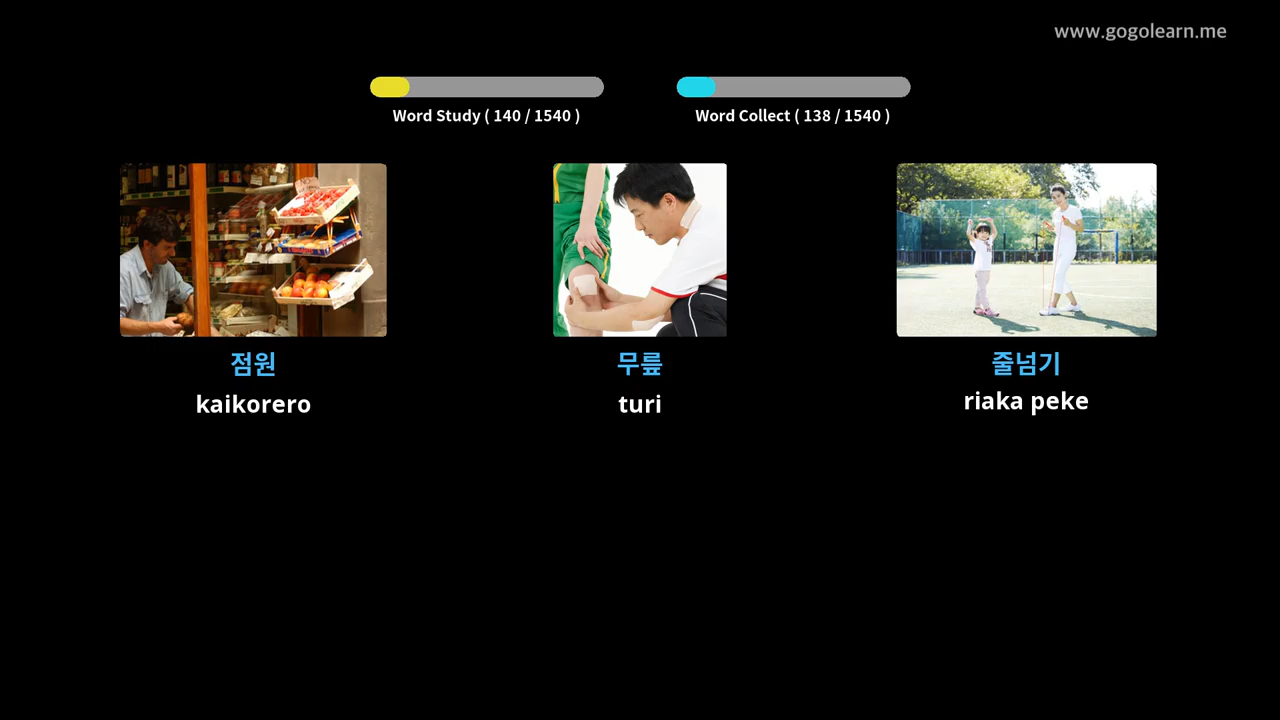 www.gogolearn.me
Word Study ( 140 / 1540 )
Word Collect ( 138 / 1540 )
점원
무릎
줄넘기
kaikorero
turi
riaka peke